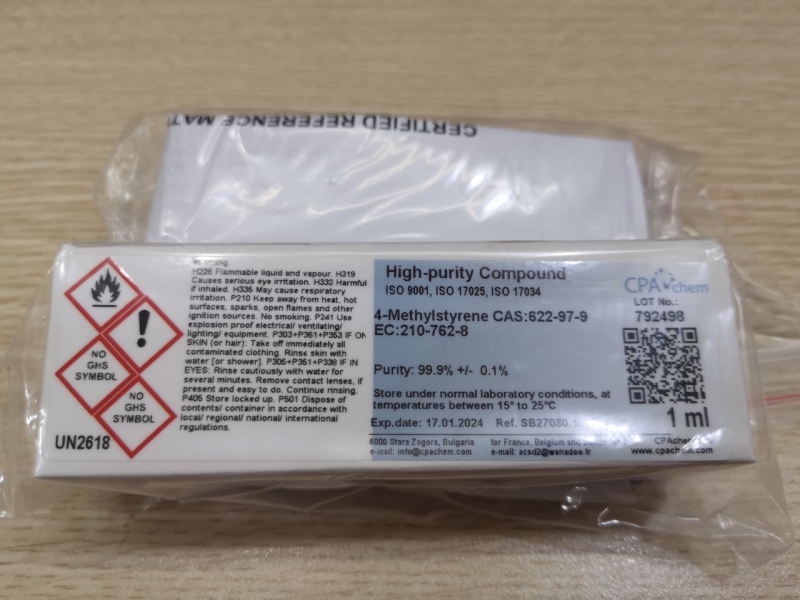 CERTIFIED REFERENCE MAT
NO
GHS
SYMBOL
NO
GHS
SYMBOL
UN2618
H226 Flammable liquid and vapour. H319
Causes serious eye irritation. H332 Harmful
if inhaled. H335 May cause respiratory
irritation. P210 Keep away from heat, hot
surfaces, sparks, open flames and other
ignition sources. No smoking. P241 Use
explosion proof electrical/ ventilating/
lighting/ equipment. P303+P361+P353 IF ON
SKIN (or hair): Take off immediately all
contaminated clothing. Rinse skin with
water [or shower]. P305+P351+P338 IF IN
EYES: Rinse cautiously with water for
several minutes. Remove contact lenses, if
present and easy to do. Continue rinsing.
P405 Store locked up. P501 Dispose of
contents/ container in accordance with
local/ regional/ national/ international
regulations.
High-purity Compound
ISO 9001, ISO 17025, ISO 17034
4-Methylstyrene CAS:622-97-9
EC:210-762-8
Purity: 99.9% +/- 0.1%
Store under normal laboratory conditions, at
temperatures between 15° to 25°C
Exp.date: 17.01.2024 Ref. SB27080
6000 Stara Zagora, Bulgaria
e-mail: info@cpachem.com
for France, Belgium and
e-mail: acsd2@wanadoo.fr
CPAchem
LOT No.:
792498
1 ml
CPAchem
www.cpachem.com